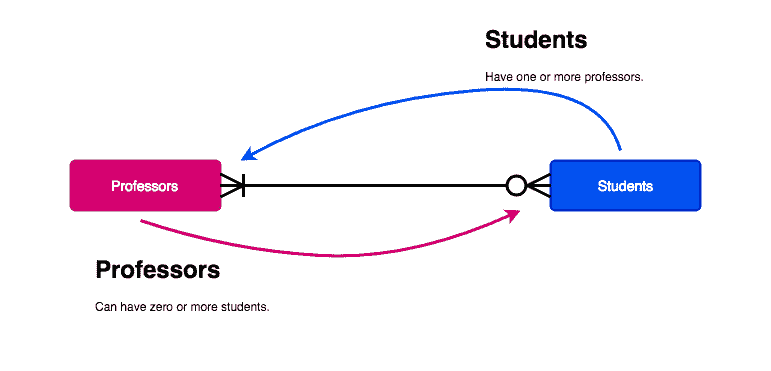 Students
Have one or more professors.
Professors
Students
Professors
Can have zero or more students.